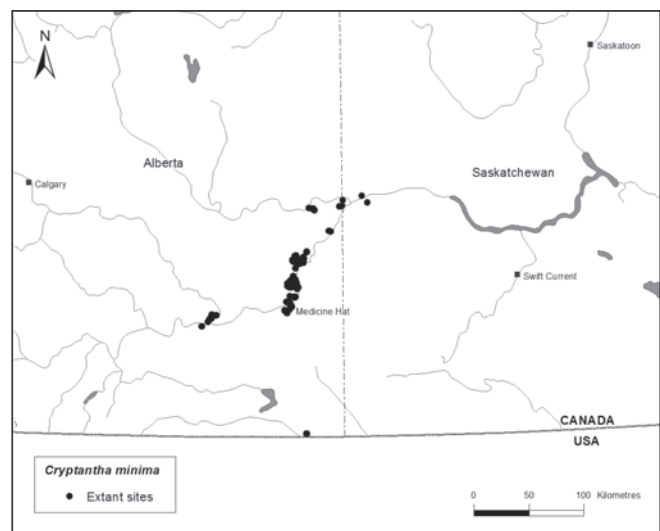 N
Saskatoon
Alberta
Saskatchewan
Calgary
Swift Current
Medicine Hat
CANADA
USA
Cryptantha minima
Extant sites
0 50 100 Kilometres